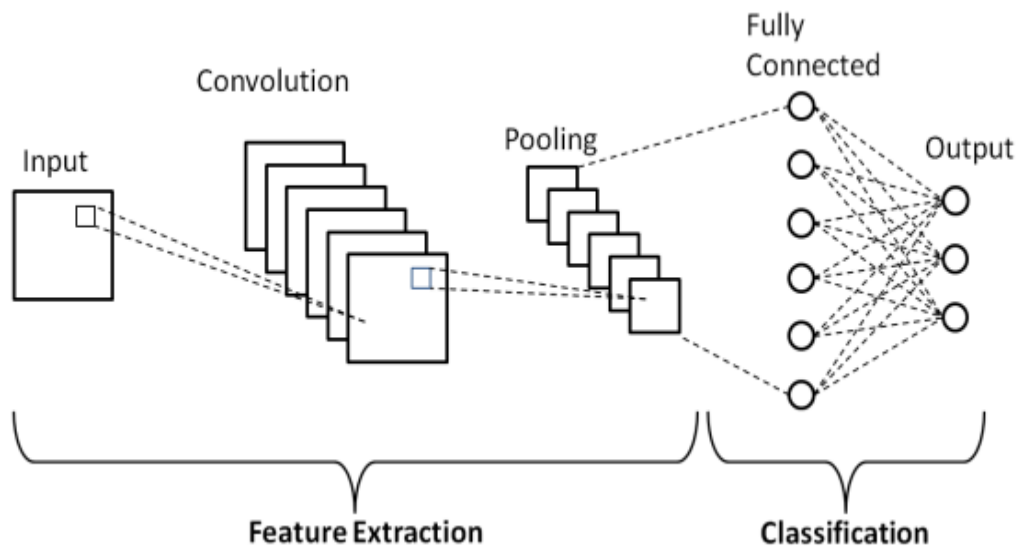 Input
Convolution
Pooling
Fully
Connected
Output
Feature Extraction
Classification